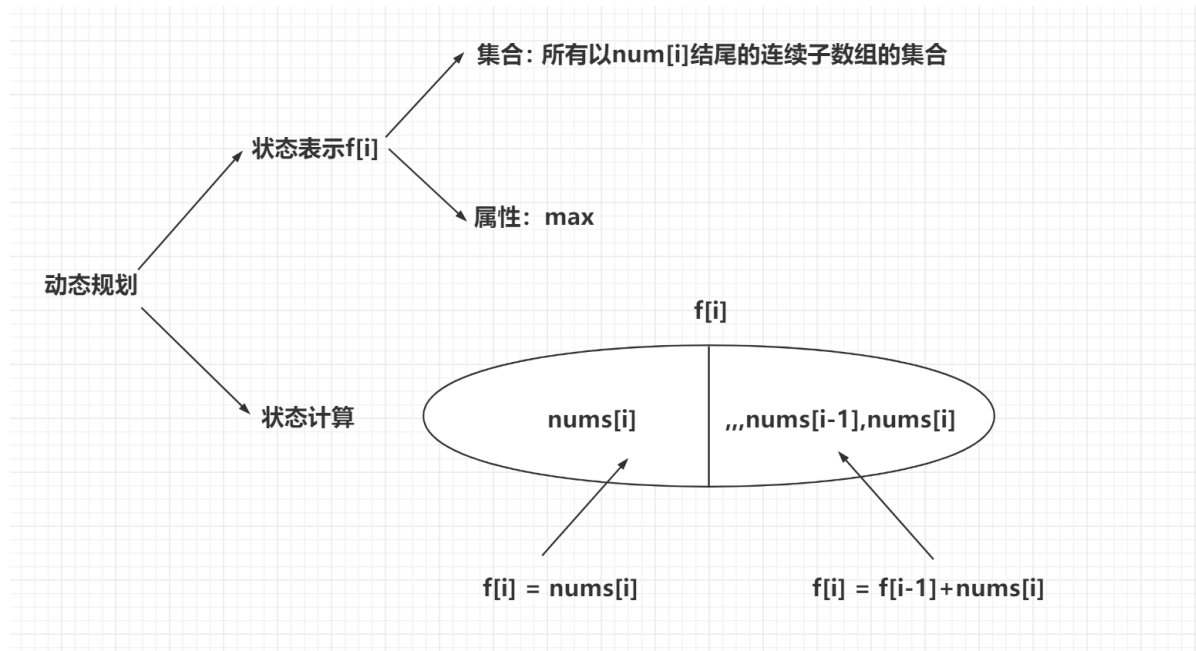 集合：所有以num[i]结尾的连续子数组的集合
状态表示f[i]
属性：max
动态规划
f[i]
状态计算
nums[i]
,,,nums[i-1],nums[i]
f[i] = nums[i]
f[i] = f[i-1]+nums[i]